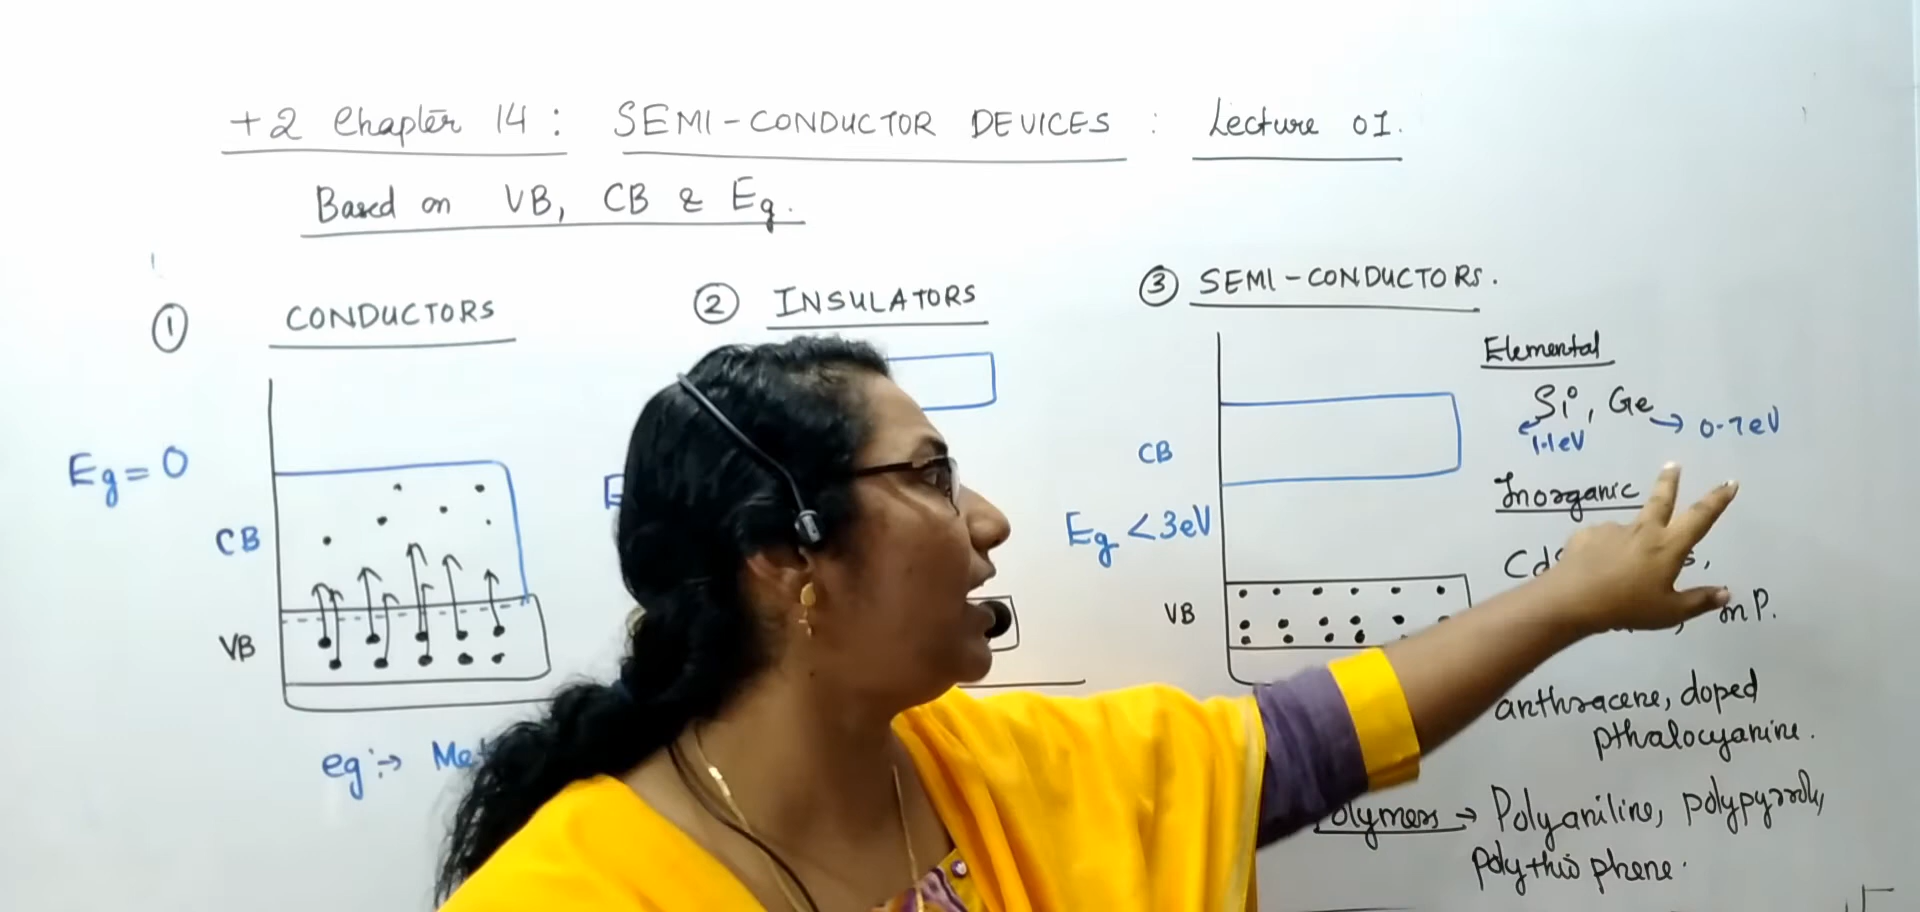 +2 Chapter 14: SEMI-CONDUCTOR DEVICES : Lecture 01.
Based on VB, CB & Eg.
① CONDUCTORS
Eg = 0
CB
VB
② INSULATORS
③ SEMI-CONDUCTORS.
CB
Eg < 3eV
VB
Elemental
Si, Ge → 0.7eV
1.1eV
Inorganic
mP.
anthracene, doped
pthalocyanine.
→ Polyaniline, polypyrrole,
polythiophene.
eg:→